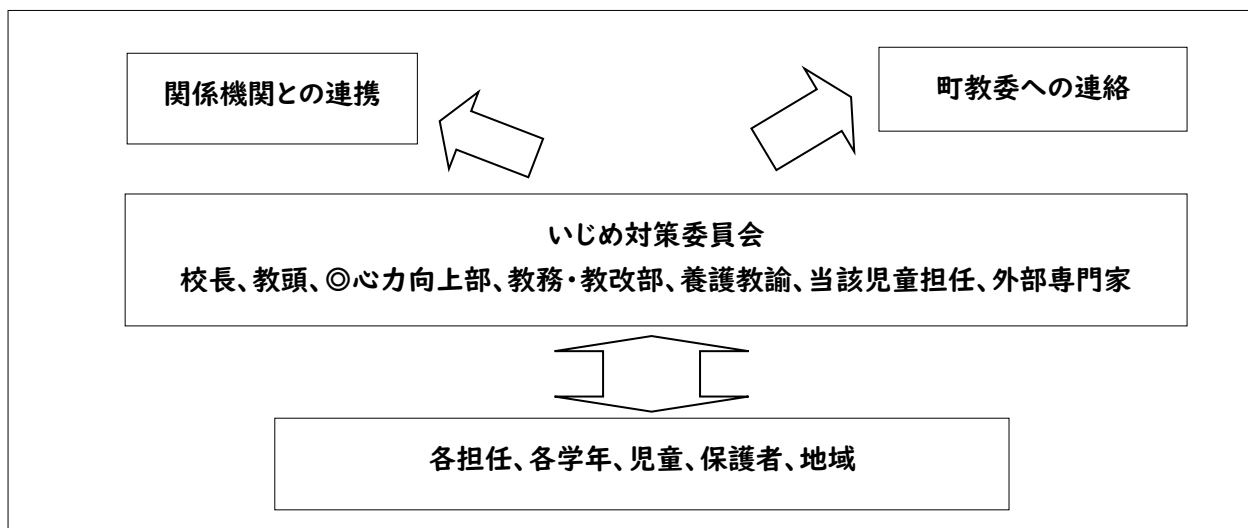 関係機関との連携
町教委への連絡
いじめ対策委員会
校長、教頭、◎心力向上部、教務・教改部、養護教諭、当該児童担任、外部専門家
各担任、各学年、児童、保護者、地域